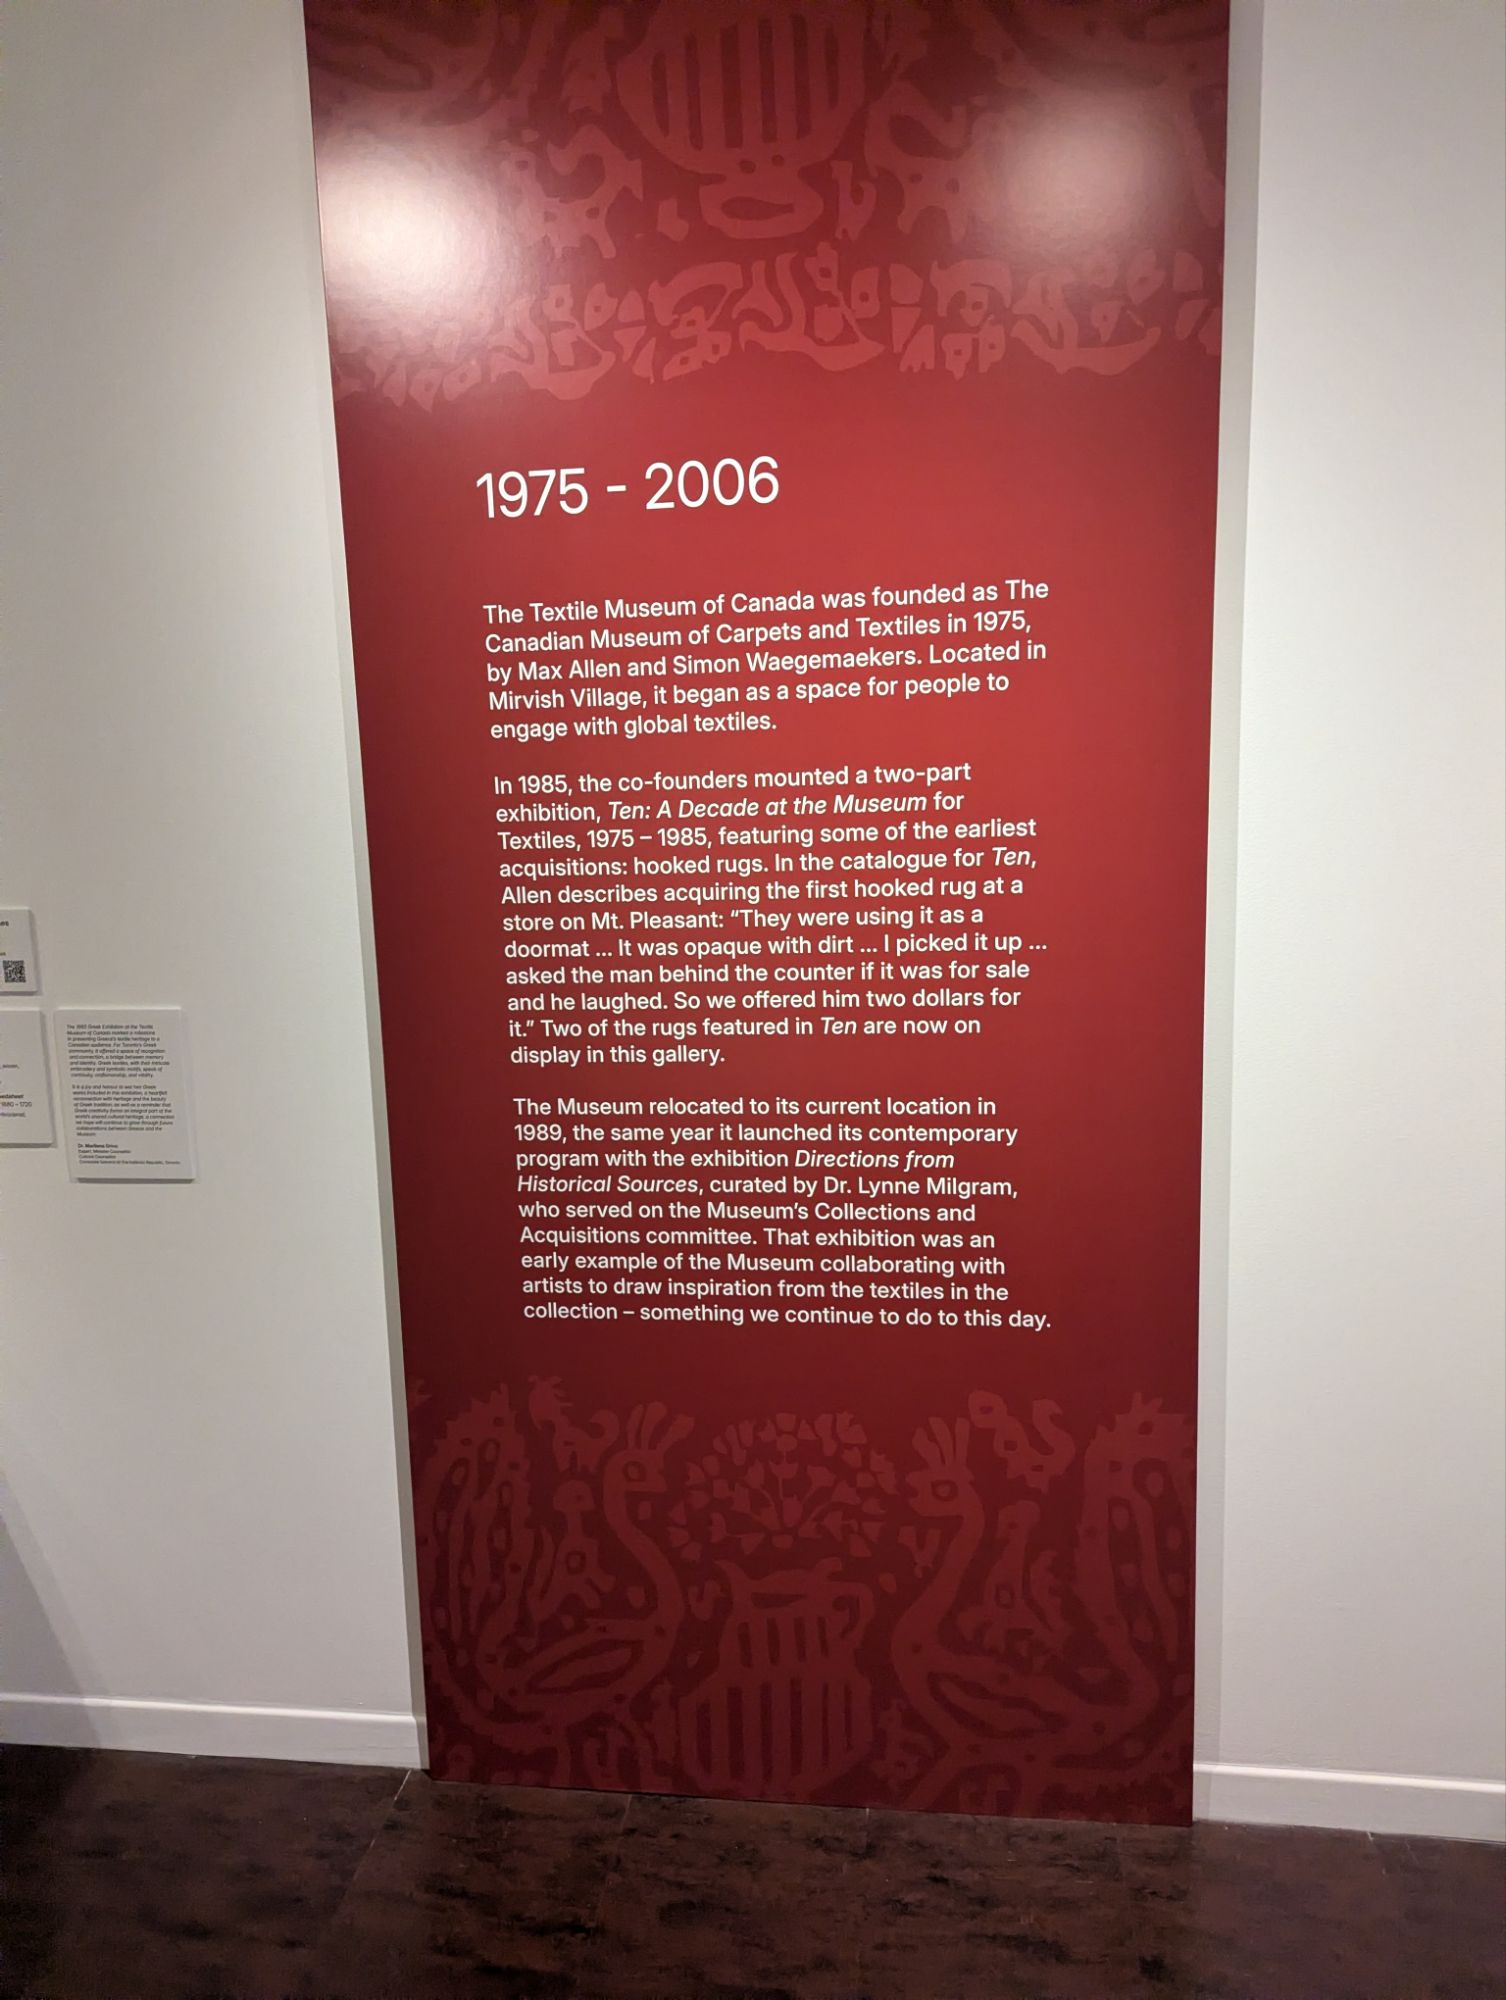 1975 - 2006
The Textile Museum of Canada was founded as The
Canadian Museum of Carpets and Textiles in 1975,
by Max Allen and Simon Waegemaekers. Located in
Mirvish Village, it began as a space for people to
engage with global textiles.
In 1985, the co-founders mounted a two-part
exhibition, Ten: A Decade at the Museum for
Textiles, 1975 – 1985, featuring some of the earliest
acquisitions: hooked rugs. In the catalogue for Ten,
Allen describes acquiring the first hooked rug at a
store on Mt. Pleasant: “They were using it as a
doormat ... It was opaque with dirt ... I picked it up ...
asked the man behind the counter if it was for sale
and he laughed. So we offered him two dollars for
it.” Two of the rugs featured in Ten are now on
display in this gallery.
The Museum relocated to its current location in
1989, the same year it launched its contemporary
program with the exhibition Directions from
Historical Sources, curated by Dr. Lynne Milgram,
who served on the Museum’s Collections and
Acquisitions committee. That exhibition was an
early example of the Museum collaborating with
artists to draw inspiration from the textiles in the
collection – something we continue to do to this day.